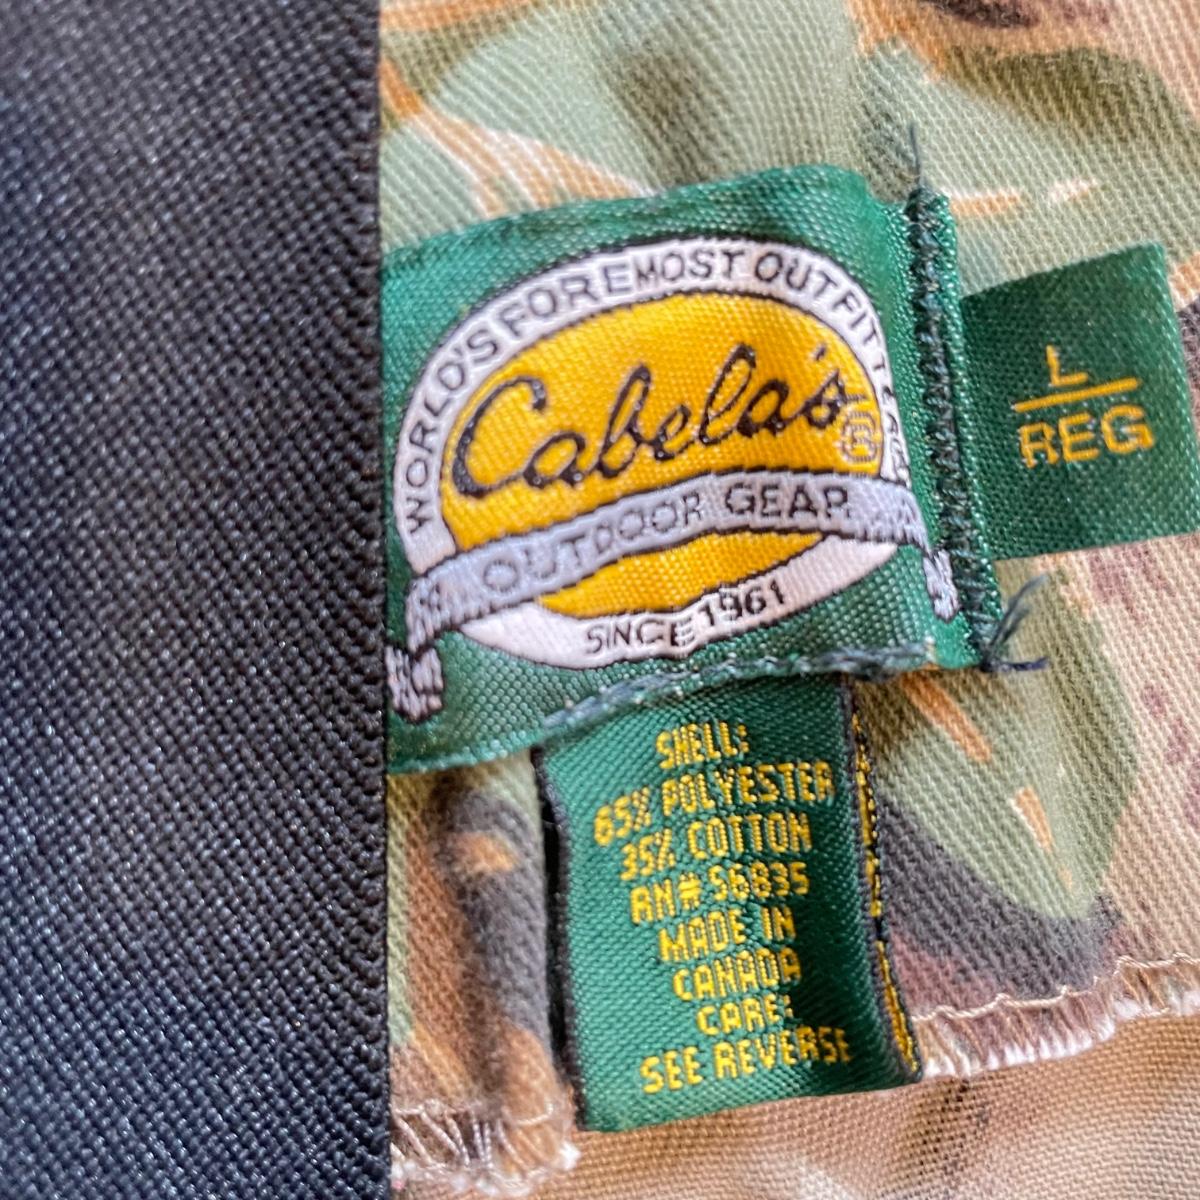 WORLD'S FOREMOST OUTFITTER
Cabela's®
OUTDOOR GEAR
SINCE 1961
L
REG
SHELL:
65% POLYESTER
35% COTTON
RN# 56835
MADE IN
CANADA
CARE:
SEE REVERSE